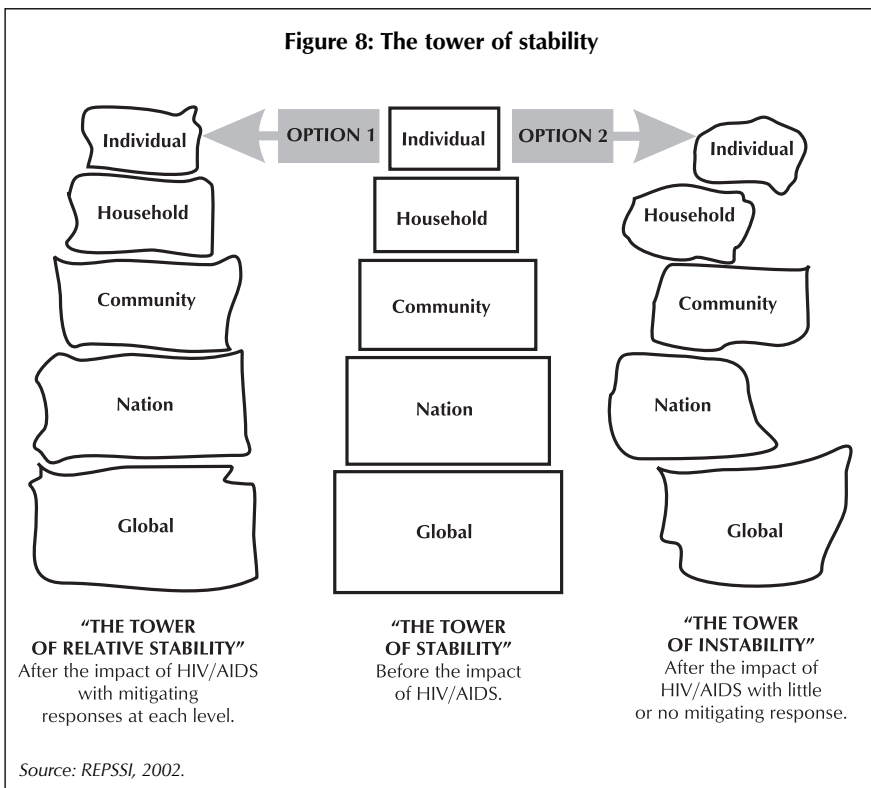 Figure 8: The tower of stability
Individual
OPTION 1
Individual
OPTION 2
Individual
Household
Household
Household
Community
Community
Community
Nation
Nation
Nation
Global
Global
Global
“THE TOWER
OF RELATIVE STABILITY”
After the impact of HIV/AIDS
with mitigating
responses at each level.
“THE TOWER
OF STABILITY”
Before the impact
of HIV/AIDS.
“THE TOWER
OF INSTABILITY”
After the impact of
HIV/AIDS with little
or no mitigating response.
Source: REPSSI, 2002.